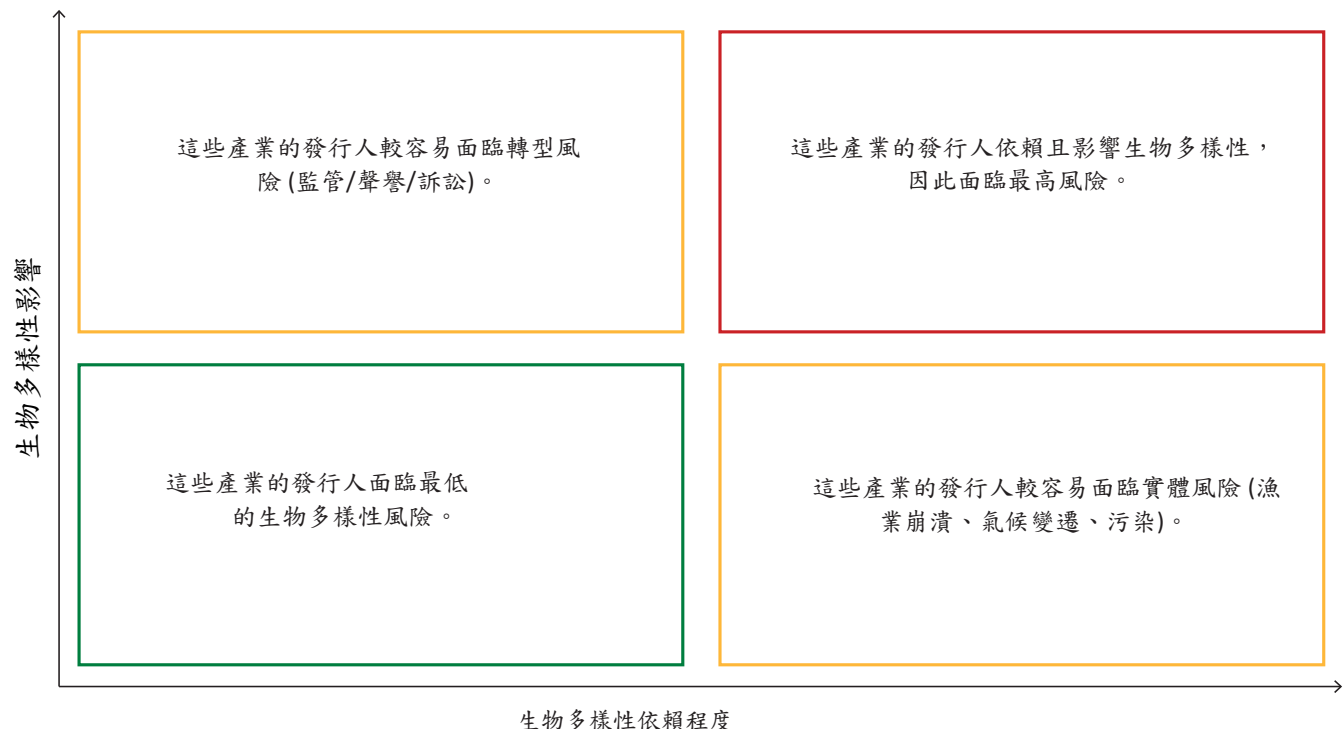 這些產業的發行人較容易面臨轉型風
險 (監管/聲譽/訴訟)。
這些產業的發行人依賴且影響生物多樣性，
因此面臨最高風險。
生物多樣性影響
這些產業的發行人面臨最低
的生物多樣性風險。
這些產業的發行人較容易面臨實體風險 (漁
業崩潰、氣候變遷、污染)。
生物多樣性依賴程度